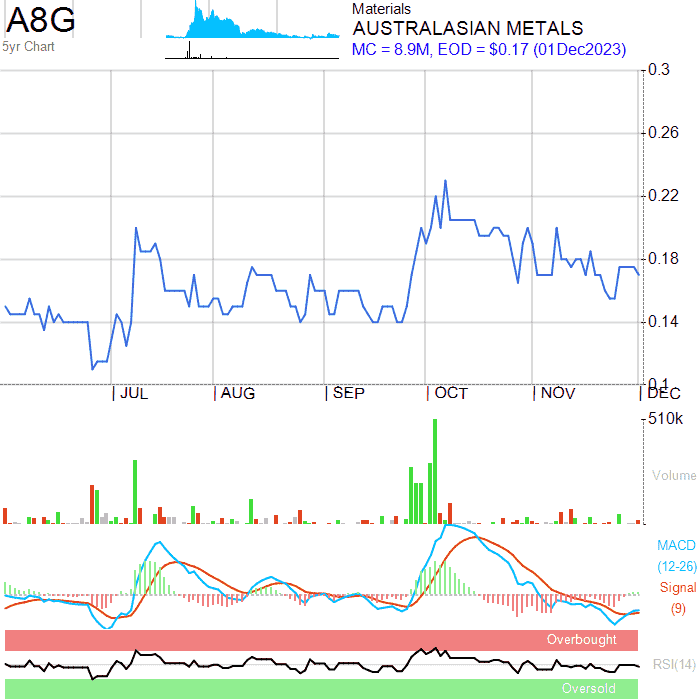 A8G
5yr Chart
Materials
AUSTRALASIAN METALS
MC = 8.9M, EOD = $0.17 (01Dec2023)
0.3
0.26
0.22
0.18
0.14
0.1
JUL AUG SEP OCT NOV DEC
510k
Volume
MACD
(12-26)
Signal
(9)
Overbought
RSI(14)
Oversold